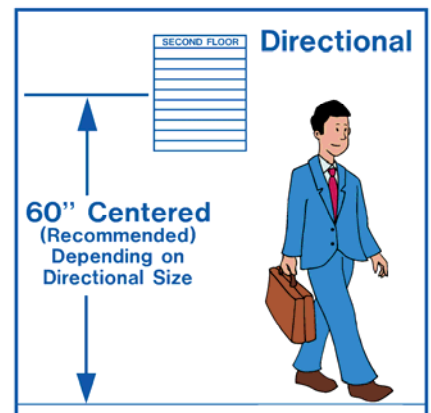 SECOND FLOOR
Directional
60” Centered
(Recommended)
Depending on
Directional Size